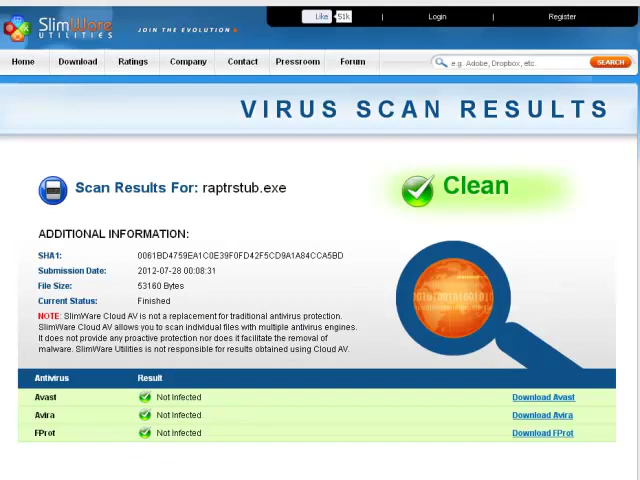 Like 51k | Login | Register
SlimWare
UTILITIES
JOIN THE EVOLUTION
Home Download Ratings Company Contact Pressroom Forum e.g. Adobe, Dropbox, etc. SEARCH
VIRUS SCAN RESULTS
Scan Results For: raptrstub.exe
Clean
ADDITIONAL INFORMATION:
SHA1: 0061BD4759EA1C0E39F0FD42F5CD9A1A84CCA5BD
Submission Date: 2012-07-28 00:08:31
File Size: 53160 Bytes
Current Status: Finished
NOTE: SlimWare Cloud AV is not a replacement for traditional antivirus protection.
SlimWare Cloud AV allows you to scan individual files with multiple antivirus engines.
It does not provide any proactive protection nor does it facilitate the removal of
malware. SlimWare Utilities is not responsible for results obtained using Cloud AV.
Antivirus Result
Avast Not Infected Download Avast
Avira Not Infected Download Avira
FProt Not Infected Download FProt